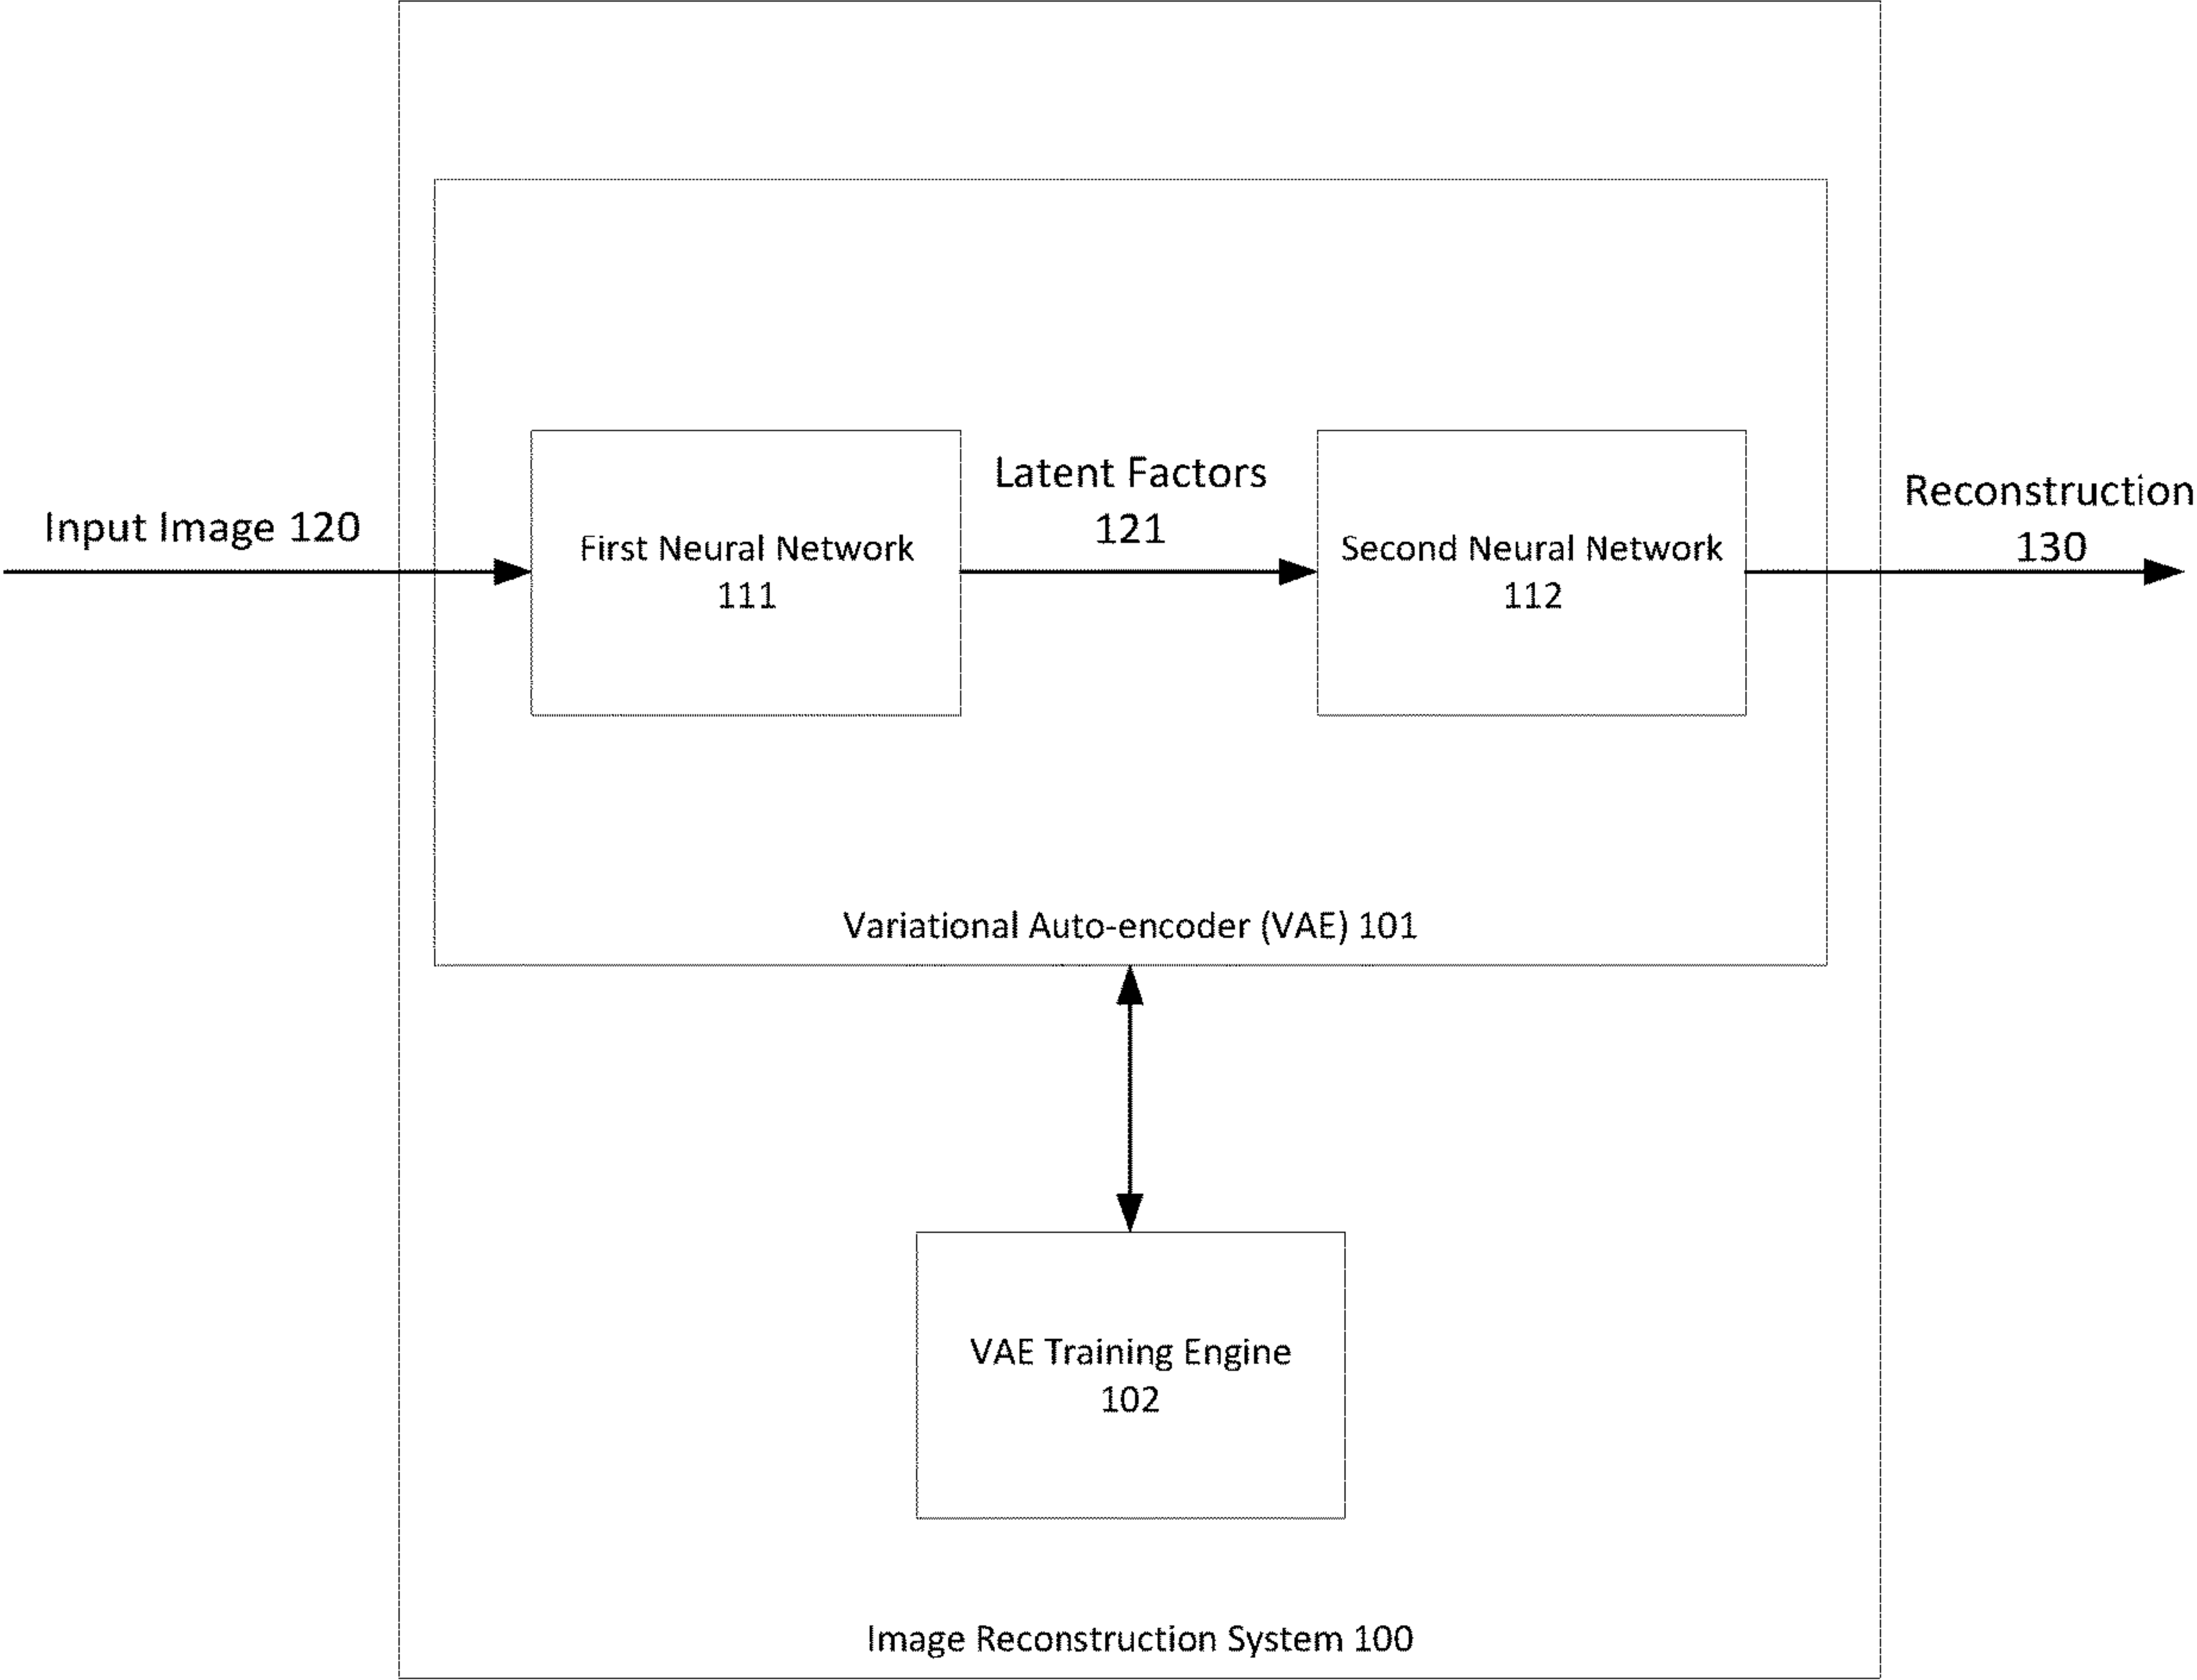 Input Image 120
First Neural Network
111
Latent Factors
121
Second Neural Network
112
Reconstruction
130
Variational Auto-encoder (VAE) 101
VAE Training Engine
102
Image Reconstruction System 100